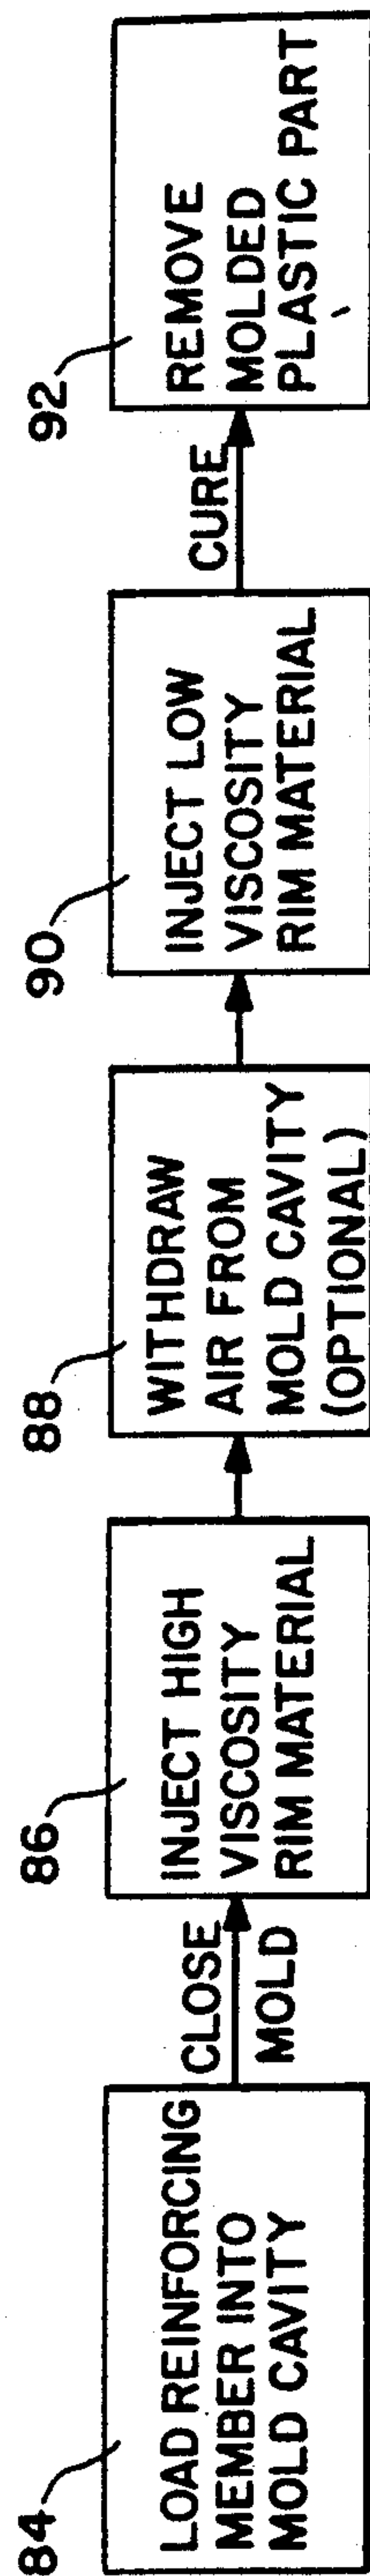 84
LOAD REINFORCING
MEMBER INTO
MOLD CAVITY
CLOSE
MOLD
86
INJECT HIGH
VISCOSITY
RIM MATERIAL
88
WITHDRAW
AIR FROM
MOLD CAVITY
(OPTIONAL)
90
INJECT LOW
VISCOSITY
RIM MATERIAL
CURE
92
REMOVE
MOLDED
PLASTIC PART